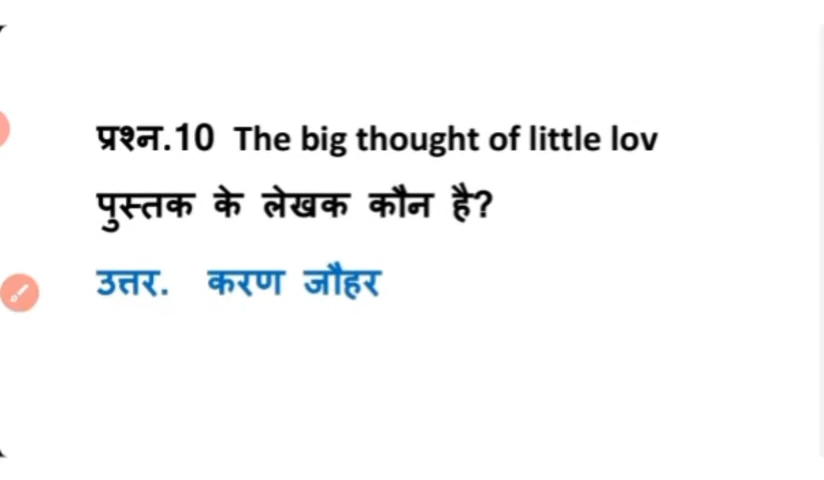 प्रश्न.10 The big thought of little lov
पुस्तक के लेखक कौन है?
उत्तर. करण जौहर